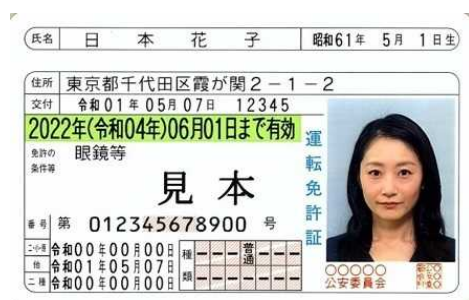 氏名 日本花子 昭和61年 5月 1日生
住所 東京都千代田区霞が関2-1-2
交付 令和01年05月07日 12345
2022年(令和04年)06月01日まで有効
免許の
条件等
眼鏡等
見本
番号 第 012345678900 号
二・小・原 令和00年00月00日
他 令和01年05月07日
二種 令和00年00月00日
種類
普通
運転免許証
公安委員会